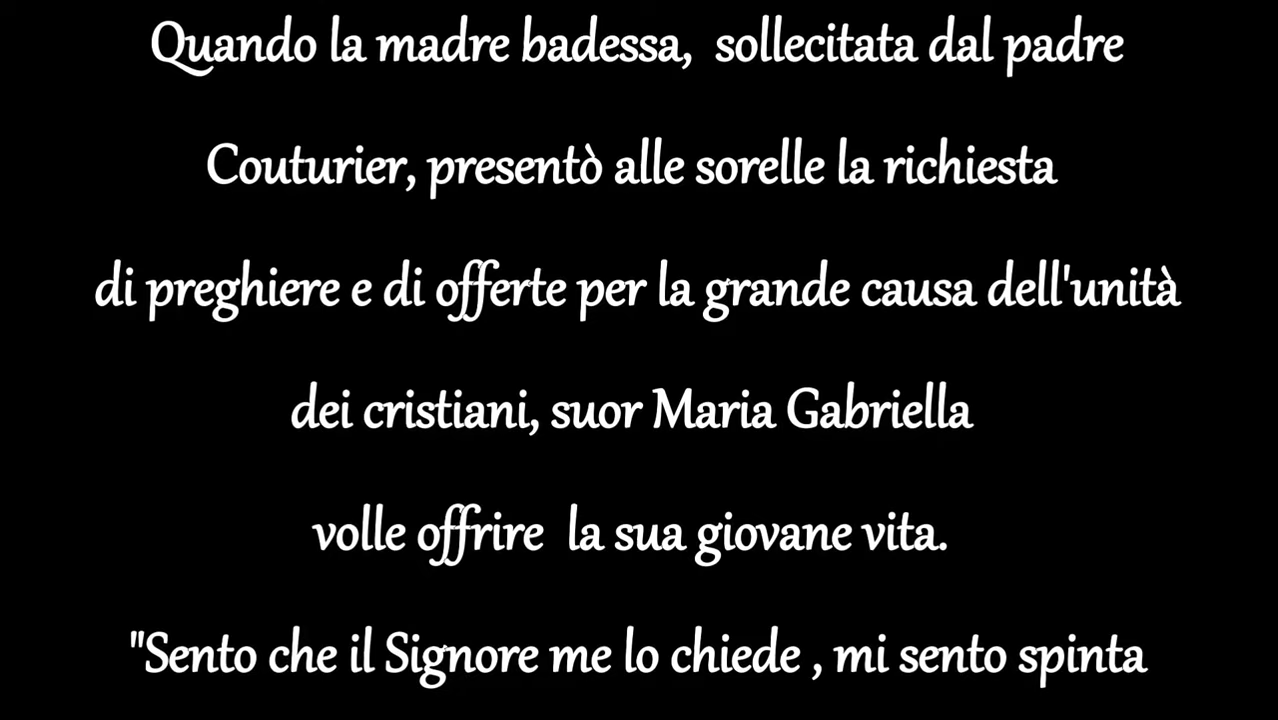 Quando la madre badessa,  sollecitata dal padre
Couturier, presentò alle sorelle la richiesta
di preghiere e di offerte per la grande causa dell'unità
dei cristiani, suor Maria Gabriella
volle offrire  la sua giovane vita.
"Sento che il Signore me lo chiede , mi sento spinta